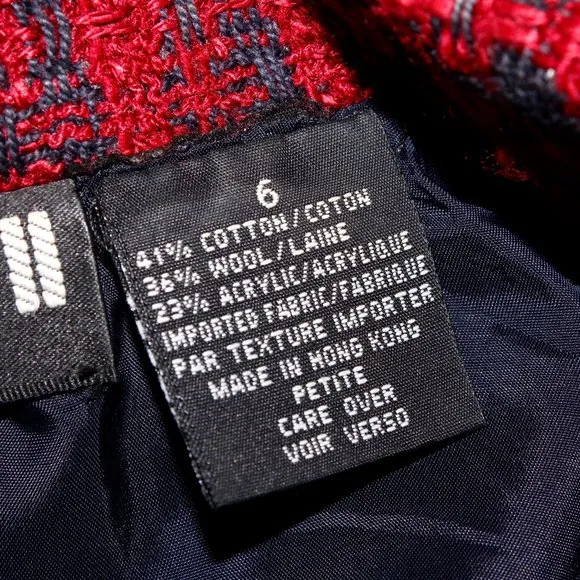 6
41% COTTON/COTON
36% WOOL/LAINE
23% ACRYLIC/ACRYLIQUE
IMPORTED FABRIC/FABRIQUE
PAR TEXTURE IMPORTER
MADE IN HONG KONG
PETITE
CARE OVER
VOIR VERSO